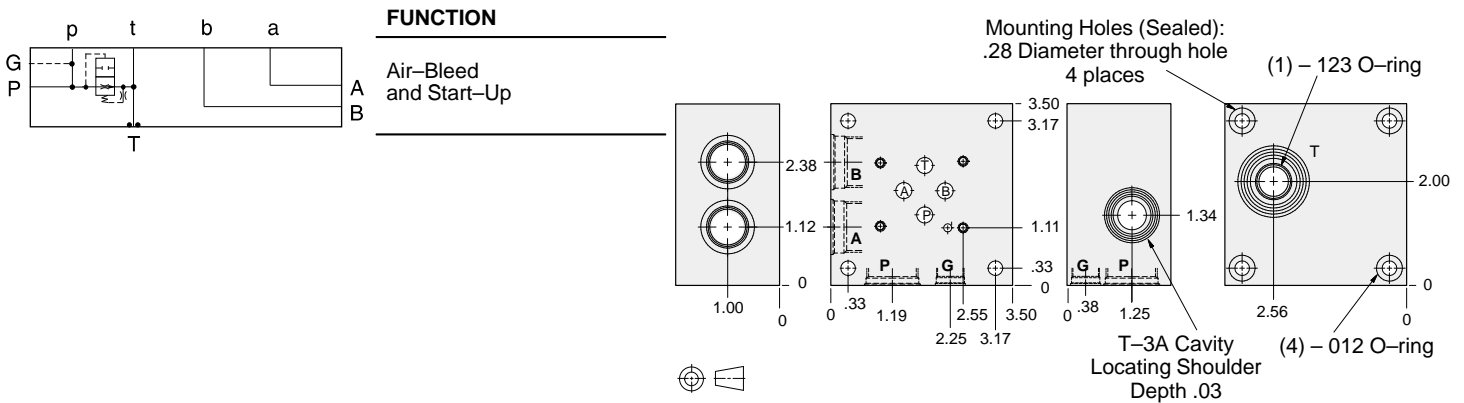 FUNCTION
p t b a
G
P
A
B
T
Air–Bleed
and Start–Up
Mounting Holes (Sealed):
.28 Diameter through hole
4 places
(1) – 123 O–ring
3.50
3.17
2.38
B
T
A B
P
T
2.00
1.12
A
1.11
1.34
P G
.33
G P
0
0
0
1.00
0
0 .33
1.19
2.25
2.55
3.17
3.50
0 .38
1.25
2.56
0
T–3A Cavity
Locating Shoulder
Depth .03
(4) – 012 O–ring